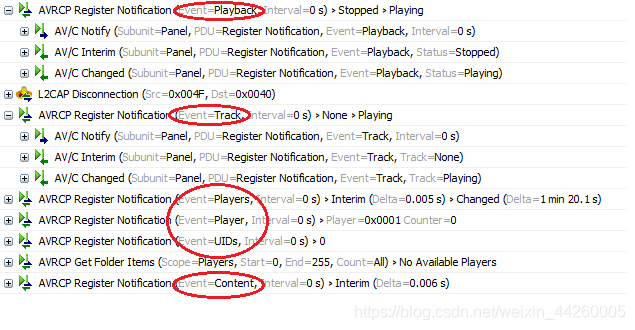 AVRCP Register Notification (Event=Playback, Interval=0 s) > Stopped > Playing
AV/C Notify (Subunit=Panel, PDU=Register Notification, Event=Playback, Interval=0 s)
AV/C Interim (Subunit=Panel, PDU=Register Notification, Event=Playback, Status=Stopped)
AV/C Changed (Subunit=Panel, PDU=Register Notification, Event=Playback, Status=Playing)
L2CAP Disconnection (Src=0x004F, Dst=0x0040)
AVRCP Register Notification (Event=Track, Interval=0 s) > None > Playing
AV/C Notify (Subunit=Panel, PDU=Register Notification, Event=Track, Interval=0 s)
AV/C Interim (Subunit=Panel, PDU=Register Notification, Event=Track, Track=None)
AV/C Changed (Subunit=Panel, PDU=Register Notification, Event=Track, Track=Playing)
AVRCP Register Notification (Event=Players, Interval=0 s) > Interim (Delta=0.005 s) > Changed (Delta=1 min 20.1 s)
AVRCP Register Notification (Event=Player, Interval=0 s) > Player=0x0001 Counter=0
AVRCP Register Notification (Event=UIDs, Interval=0 s) > 0
AVRCP Get Folder Items (Scope=Players, Start=0, End=255, Count=All) > No Available Players
AVRCP Register Notification (Event=Content, Interval=0 s) > Interim (Delta=0.006 s)
https://blog.csdn.net/weixin_44260005